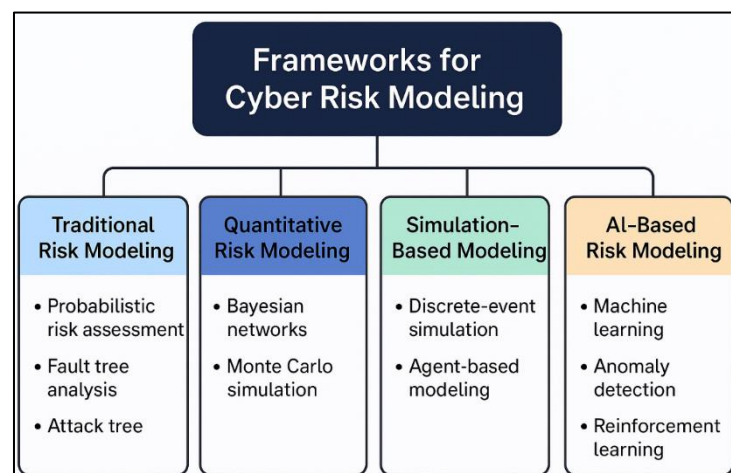 Frameworks for
Cyber Risk Modeling
Traditional
Risk Modeling
• Probabilistic
risk assessment
• Fault tree
analysis
• Attack tree
Quantitative
Risk Modeling
• Bayesian
networks
• Monte Carlo
simulation
Simulation-
Based Modeling
• Discrete-event
simulation
• Agent-based
modeling
AI-Based
Risk Modeling
• Machine
learning
• Anomaly
detection
• Reinforcement
learning